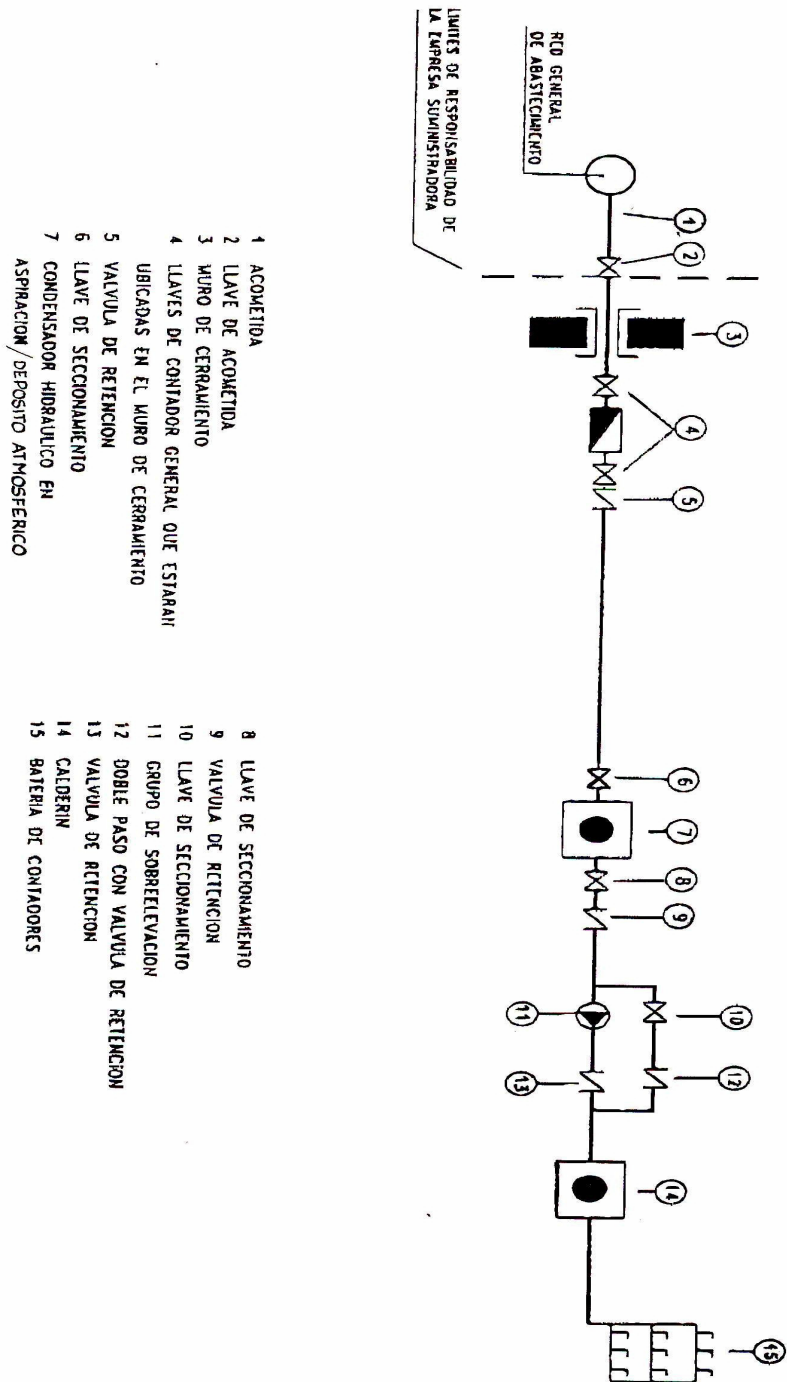 RED GENERAL
DE ABASTECIMIENTO
LIMITES DE RESPONSABILIDAD DE
LA EMPRESA SUMINISTRADORA
1
2
3
4
5
6
7
8
9
10
11
12
13
14
15
1 ACOMETIDA
2 LLAVE DE ACOMETIDA
3 MURO DE CERRAMIENTO
4 LLAVES DE CONTADOR GENERAL QUE ESTARAN
UBICADAS EN EL MURO DE CERRAMIENTO
5 VALVULA DE RETENCION
6 LLAVE DE SECCIONAMIENTO
7 CONDENSADOR HIDRAULICO EN
ASPIRACION/DEPOSITO ATMOSFERICO
8 LLAVE DE SECCIONAMIENTO
9 VALVULA DE RETENCION
10 LLAVE DE SECCIONAMIENTO
11 GRUPO DE SOBREELEVACION
12 DOBLE PASO CON VALVULA DE RETENCION
13 VALVULA DE RETENCION
14 CALDERIN
15 BATERIA DE CONTADORES